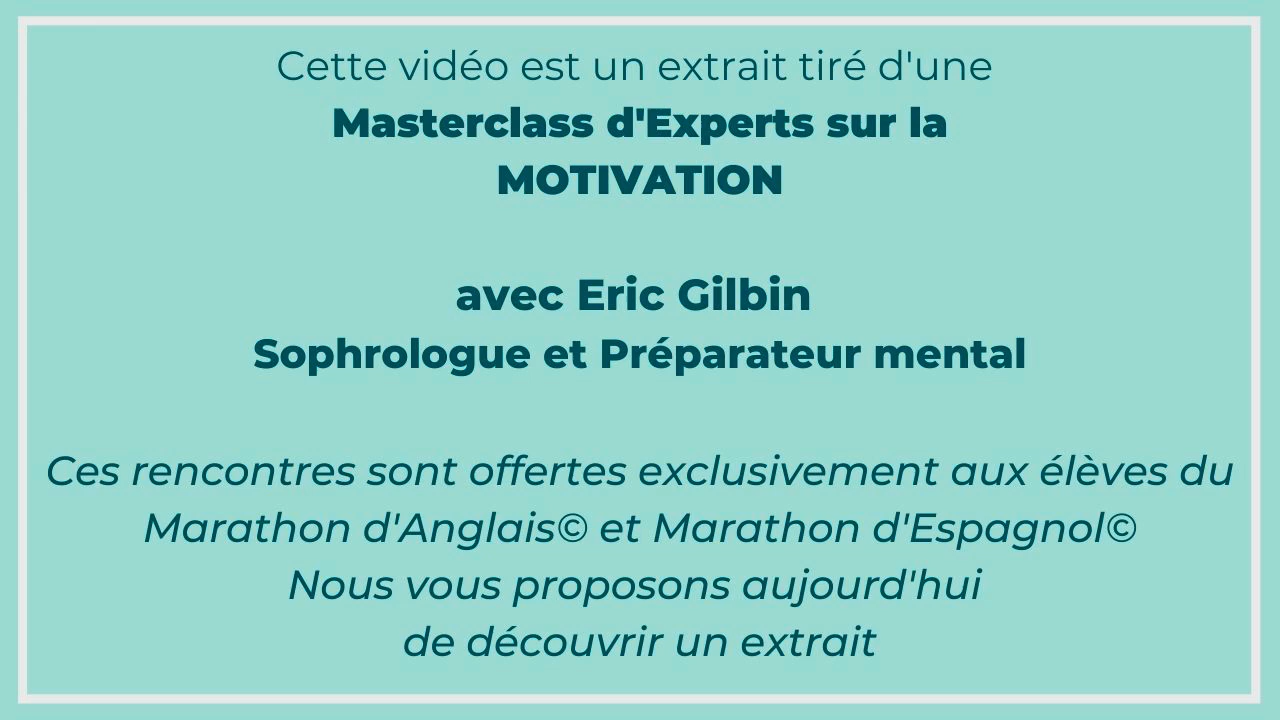 Cette vidéo est un extrait tiré d'une
Masterclass d'Experts sur la
MOTIVATION
avec Eric Gilbin
Sophrologue et Préparateur mental
Ces rencontres sont offertes exclusivement aux élèves du
Marathon d'Anglais© et Marathon d'Espagnol©
Nous vous proposons aujourd'hui
de découvrir un extrait